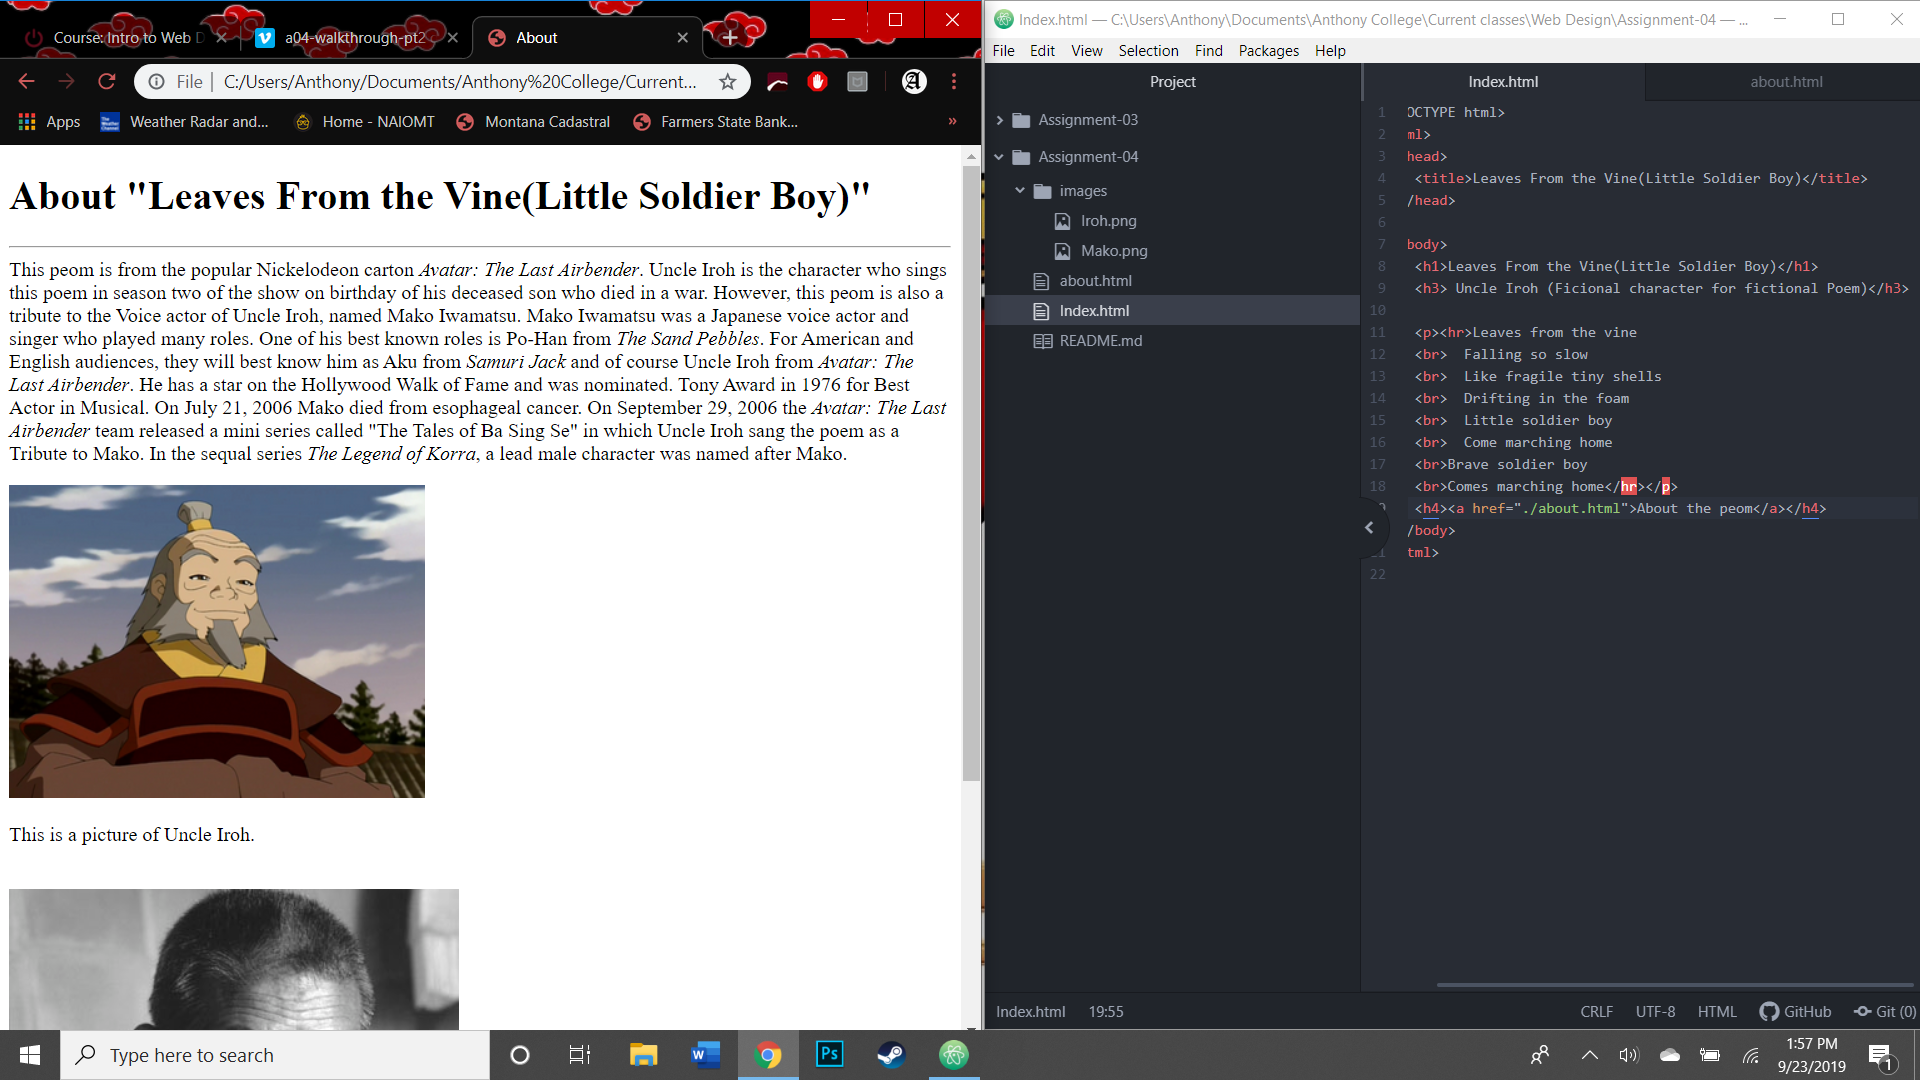 Course: Intro to Web D
a04-walkthrough-pt2
About
File
C:/Users/Anthony/Documents/Anthony%20College/Current...
Apps
Weather Radar and...
Home - NAIOMT
Montana Cadastral
Farmers State Bank...
»
About "Leaves From the Vine(Little Soldier Boy)"
This peom is from the popular Nickelodeon carton Avatar: The Last Airbender. Uncle Iroh is the character who sings
this poem in season two of the show on birthday of his deceased son who died in a war. However, this peom is also a
tribute to the Voice actor of Uncle Iroh, named Mako Iwamatsu. Mako Iwamatsu was a Japanese voice actor and
singer who played many roles. One of his best known roles is Po-Han from The Sand Pebbles. For American and
English audiences, they will best know him as Aku from Samuri Jack and of course Uncle Iroh from Avatar: The
Last Airbender. He has a star on the Hollywood Walk of Fame and was nominated. Tony Award in 1976 for Best
Actor in Musical. On July 21, 2006 Mako died from esophageal cancer. On September 29, 2006 the Avatar: The Last
Airbender team released a mini series called "The Tales of Ba Sing Se" in which Uncle Iroh sang the poem as a
Tribute to Mako. In the sequal series The Legend of Korra, a lead male character was named after Mako.
This is a picture of Uncle Iroh.
Index.html — C:\Users\Anthony\Documents\Anthony College\Current classes\Web Design\Assignment-04 — ...
File Edit View Selection Find Packages Help
Project
Assignment-03
Assignment-04
images
Iroh.png
Mako.png
about.html
Index.html
README.md
Index.html
about.html
1 OCTYPE html>
2 ml>
3 head>
4 <title>Leaves From the Vine(Little Soldier Boy)</title>
5 /head>
6
7 body>
8 <h1>Leaves From the Vine(Little Soldier Boy)</h1>
9 <h3> Uncle Iroh (Ficional character for fictional Poem)</h3>
10
11 <p><hr>Leaves from the vine
12 <br>  Falling so slow
13 <br>  Like fragile tiny shells
14 <br>  Drifting in the foam
15 <br>  Little soldier boy
16 <br>  Come marching home
17 <br>Brave soldier boy
18 <br>Comes marching home</hr></p>
<h4><a href="./about.html">About the peom</a></h4>
/body>
21 tml>
22
Index.html 19:55
CRLF UTF-8 HTML GitHub Git (0)
Type here to search
Ps
1:57 PM
9/23/2019
1